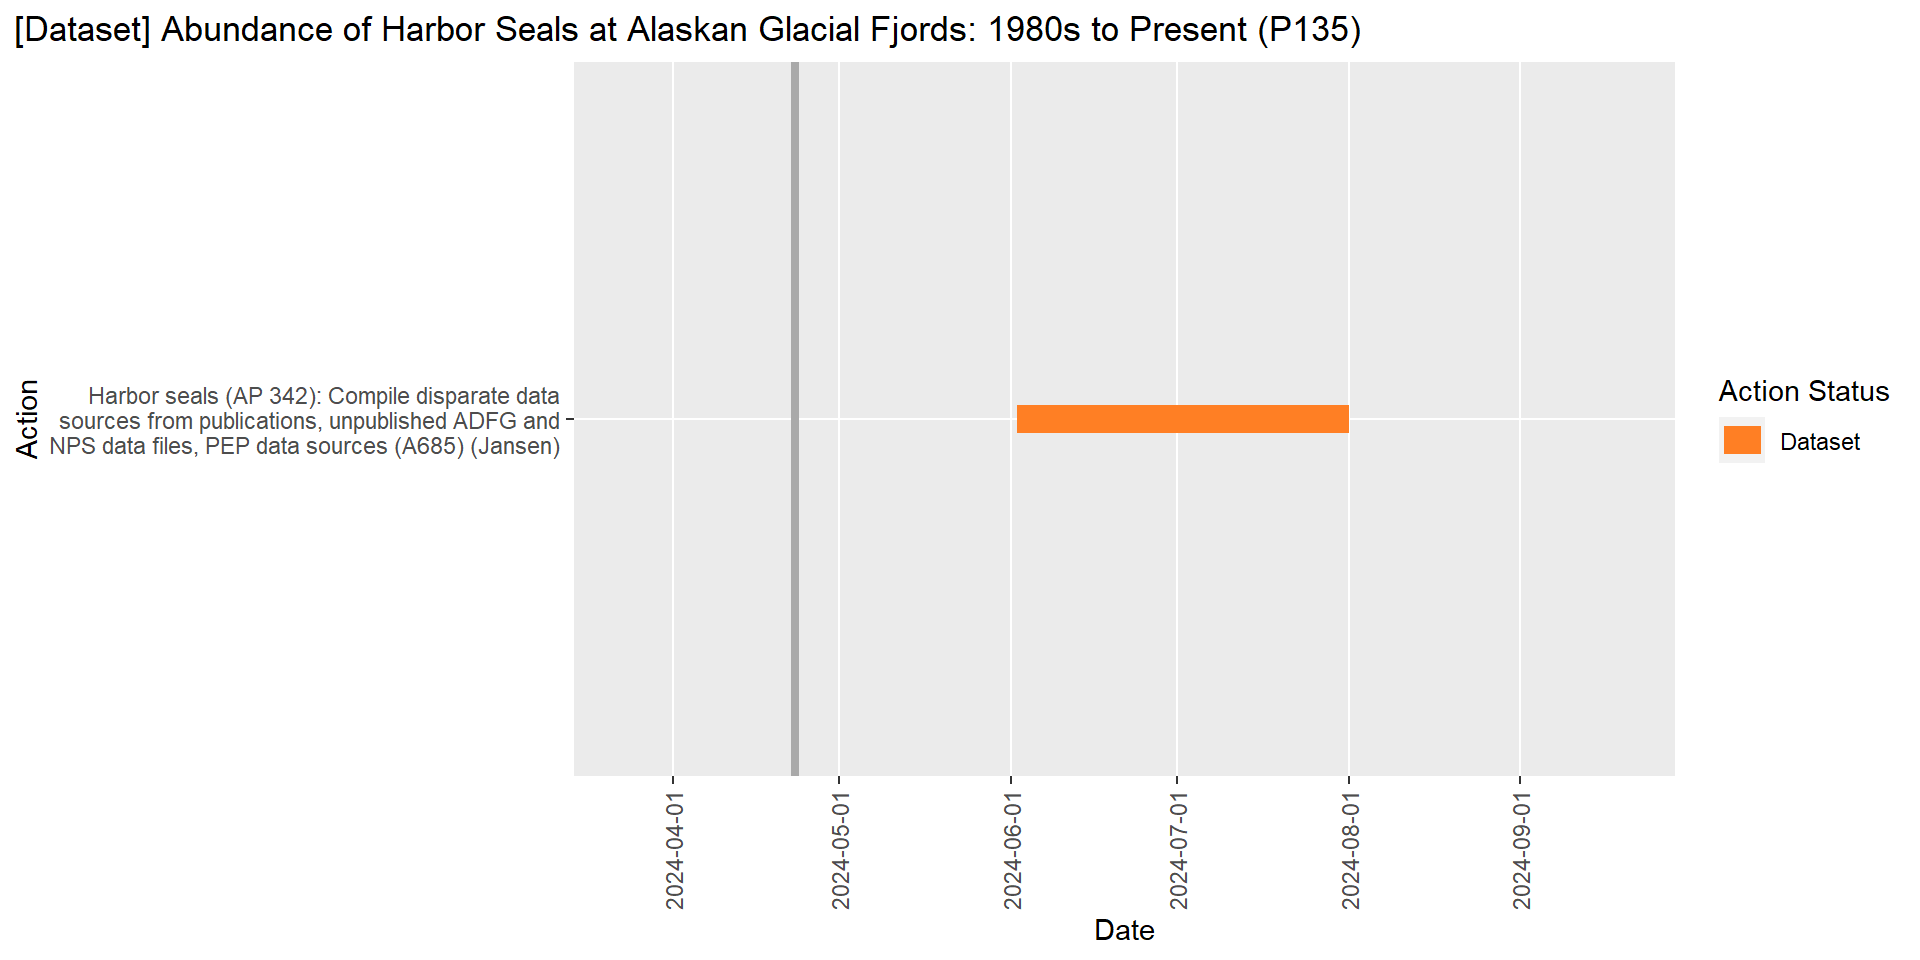 [Dataset] Abundance of Harbor Seals at Alaskan Glacial Fjords: 1980s to Present (P135)
Action
Harbor seals (AP 342): Compile disparate data
sources from publications, unpublished ADFG and
NPS data files, PEP data sources (A685) (Jansen)
Action Status
Dataset
2024-04-01
2024-05-01
2024-06-01
2024-07-01
2024-08-01
2024-09-01
Date